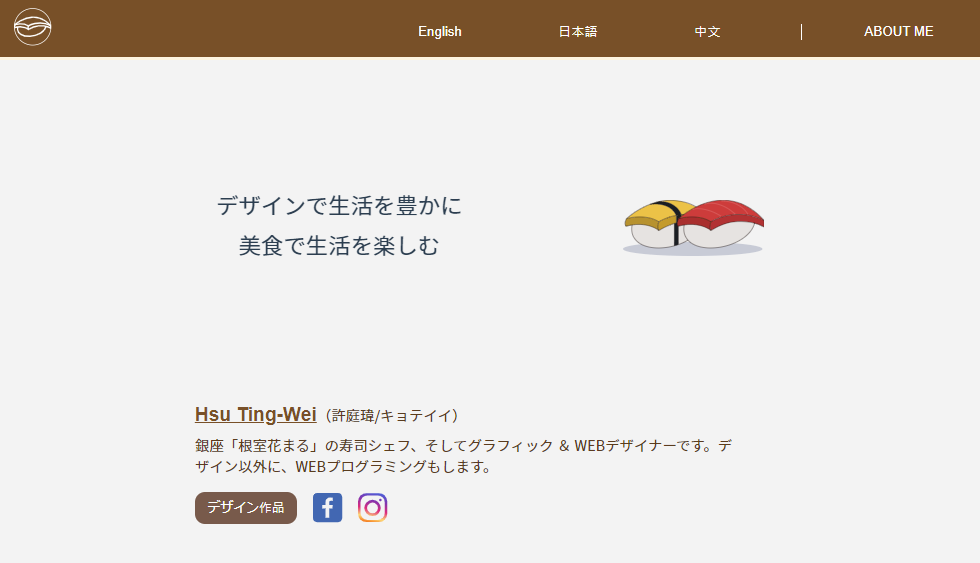 English
日本語
中文
ABOUT ME
デザインで生活を豊かに
美食で生活を楽しむ
Hsu Ting-Wei（許庭瑋/キョテイイ）
銀座「根室花まる」の寿司シェフ、そしてグラフィック & WEBデザイナーです。デ
ザイン以外に、WEBプログラミングもします。
デザイン作品